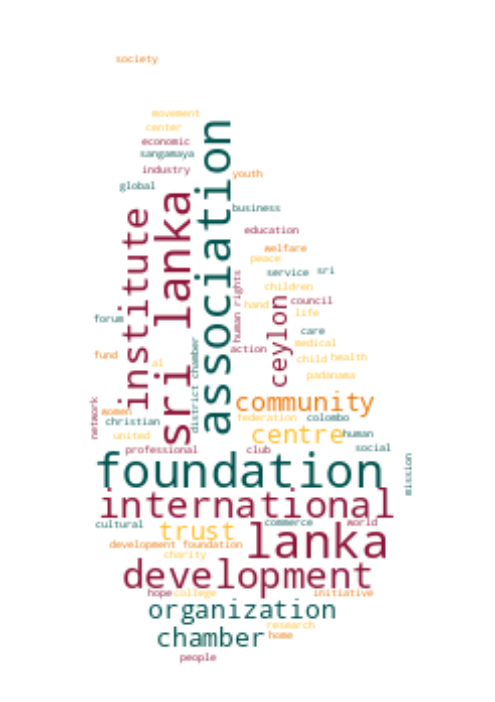 society
movement
center
economic
sangamaya
industry
global
youth
association
sri lanka
institute
business
education
welfare
peace
service
sri
children
human rights
hand
council
life
ceylon
forum
care
action
medical
district chamber
fund
al
child
health
padanama
network
women
community
christian
federation
colombo
united
centre
human
professional
club
social
foundation
mission
international
cultural
trust
commerce
world
lanka
development foundation
charity
development
hope
college
initiative
organization
research
chamber
home
people